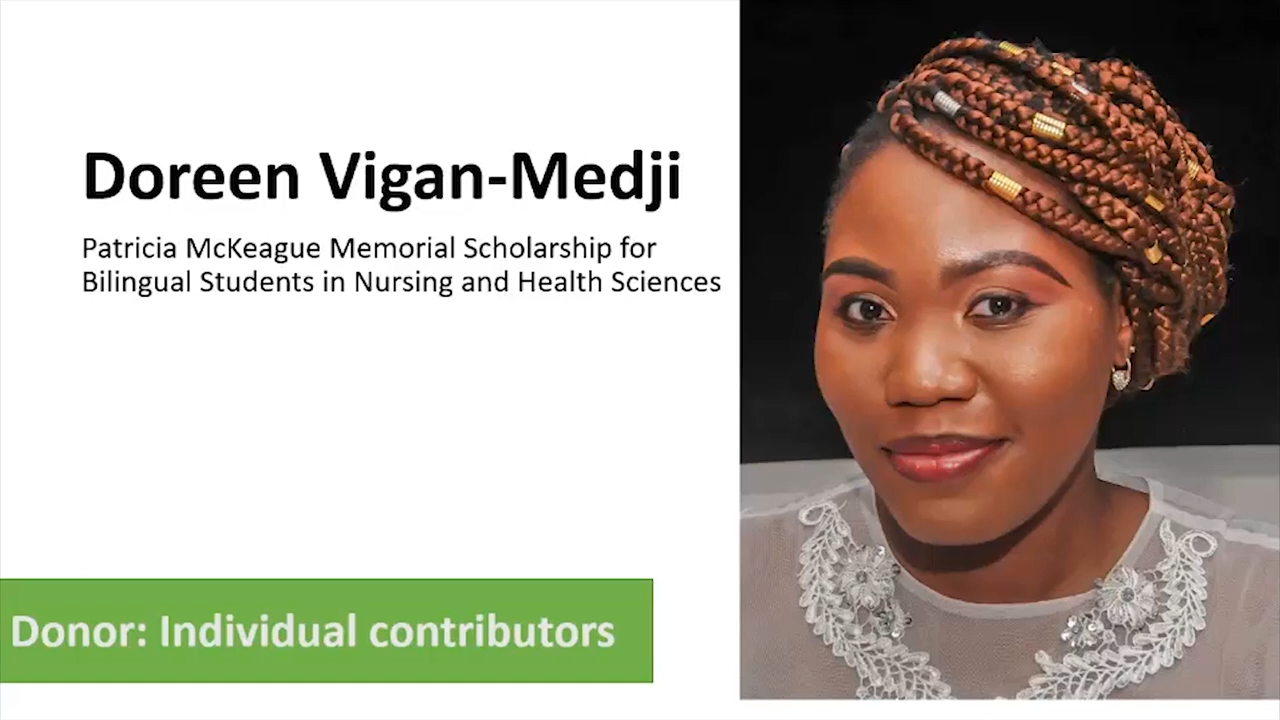 Doreen Vigan-Medji
Patricia McKeague Memorial Scholarship for
Bilingual Students in Nursing and Health Sciences
Donor: Individual contributors